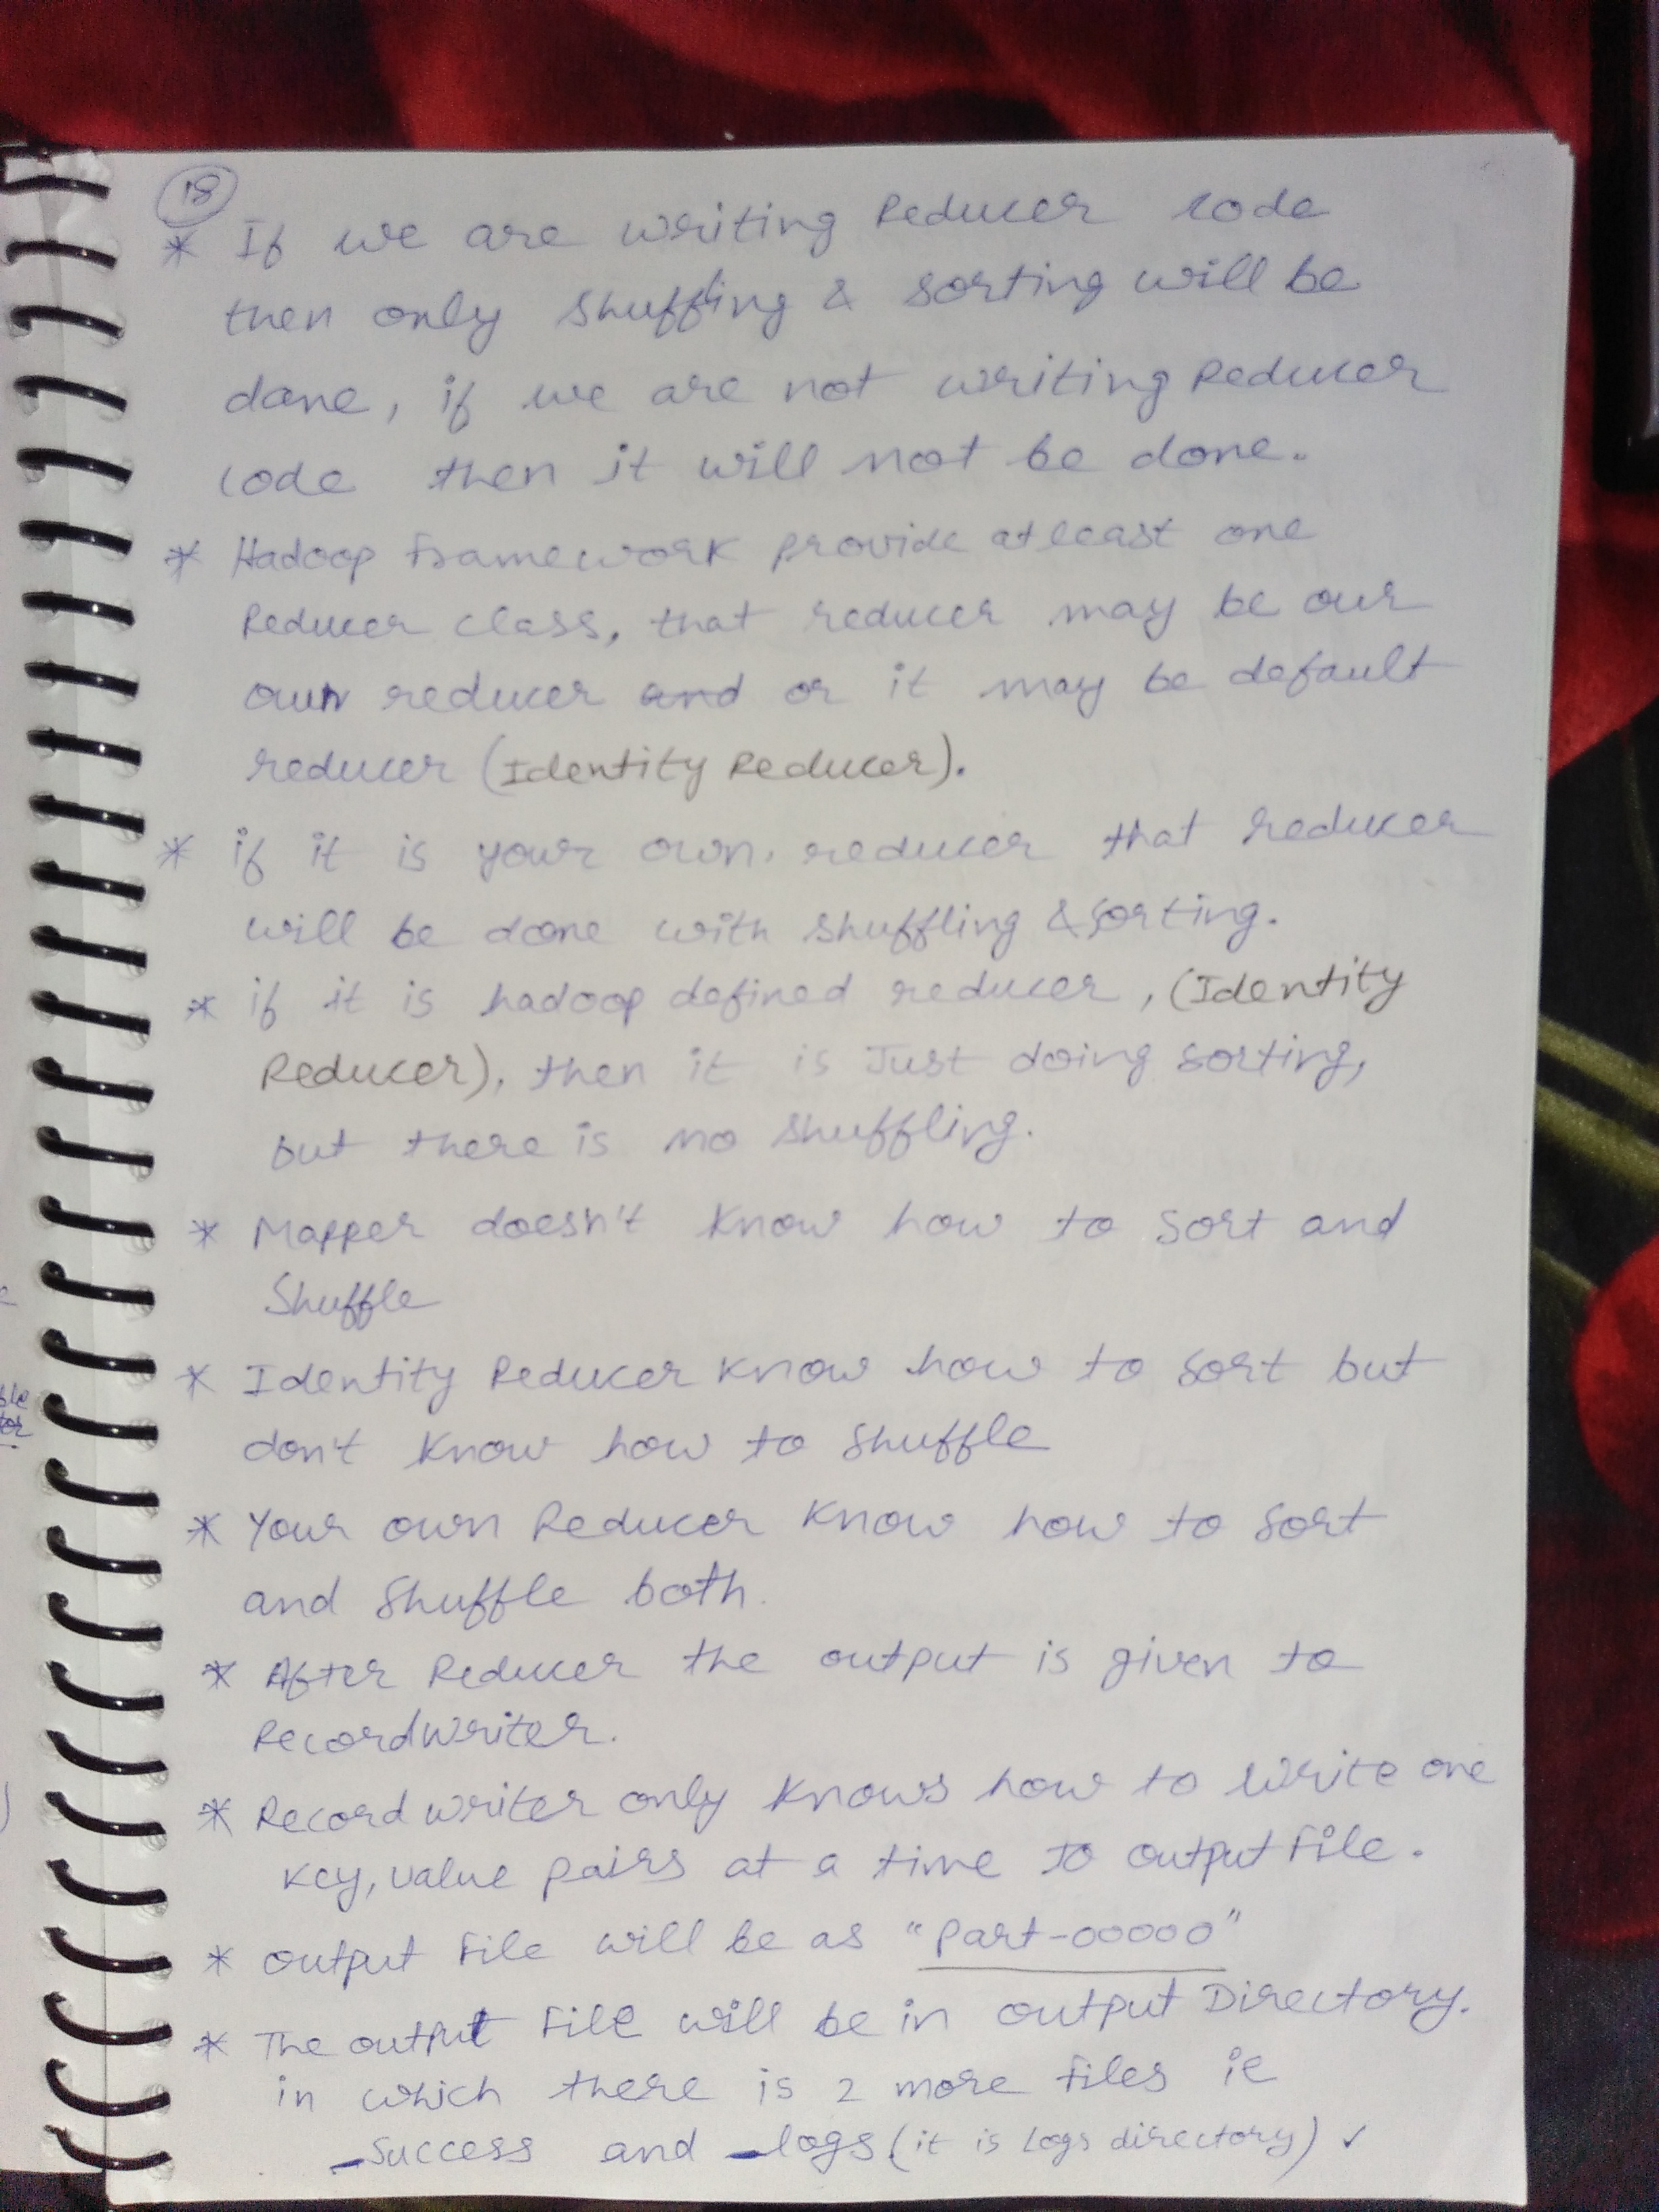 18
* If we are writing Reducer code
then only shuffling & sorting will be
done, if we are not writing Reducer
code then it will not be done.
* Hadoop Framework provide atleast one
Reducer class, that reducer may be our
own reducer and or it may be default
reducer (Identity Reducer).
* if it is your own reducer that reducer
will be done with shuffling & sorting.
* if it is hadoop defined reducer, (Identity
Reducer), then it is Just doing sorting,
but there is no shuffling.
* Mapper doesn't know how to sort and
Shuffle
* Identity Reducer know how to sort but
don't know how to shuffle
* Your own Reducer know how to sort
and shuffle both.
* After Reducer the output is given to
RecordWriter.
* Record writer only knows how to write one
key, value pairs at a time to output file.
* output file will be as "part-00000"
* The output file will be in output Directory.
in which there is 2 more files ie
_success and _logs (it is logs directory) ✓
ble
tor